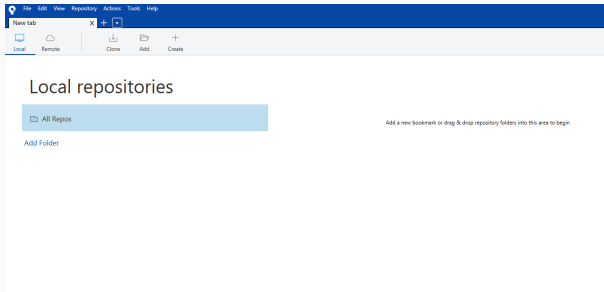 File Edit View Repository Actions Tools Help
New tab
Local Remote Clone Add Create
Local repositories
All Repos
Add a new bookmark or drag & drop repository folders into this area to begin
Add Folder